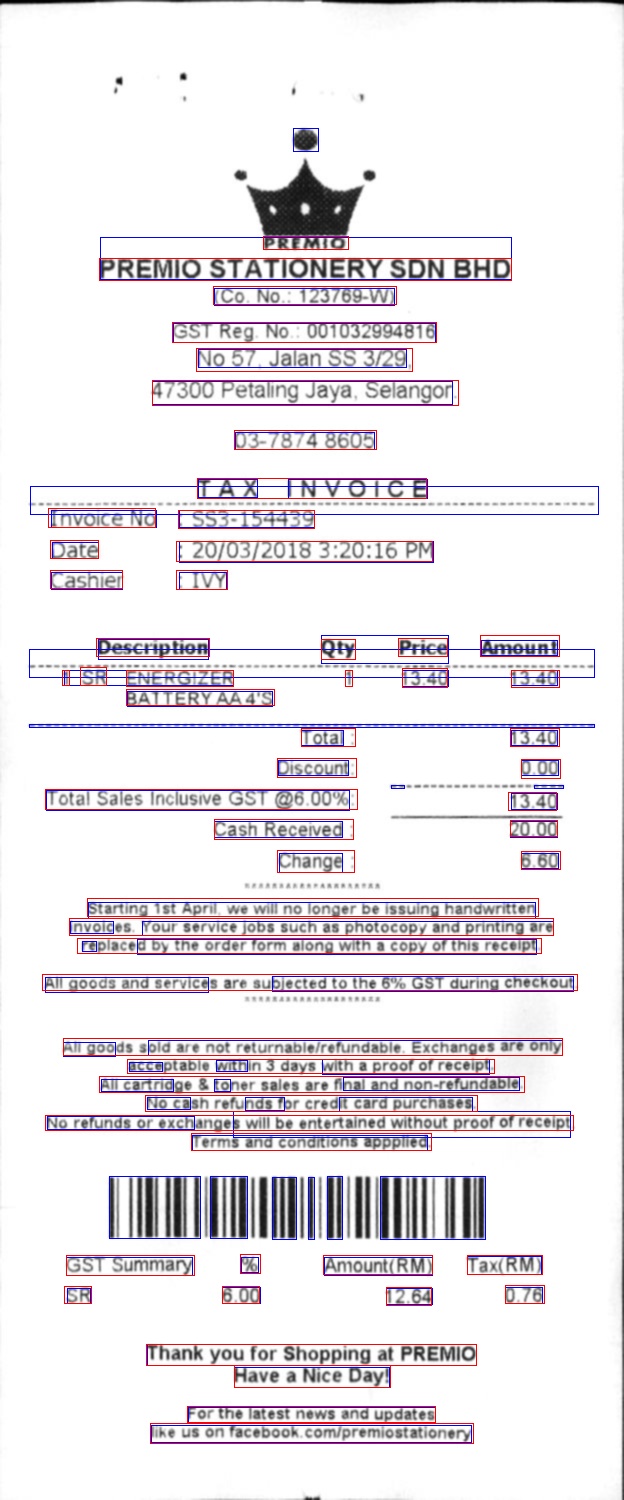 PREMIO
PREMIO STATIONERY SDN BHD
(Co. No.: 123769-W)
GST Reg. No.: 001032994816
No 57, Jalan SS 3/29,
47300 Petaling Jaya, Selangor.
03-7874 8605
TAX INVOICE
Invoice No : SS3-154439
Date : 20/03/2018 3:20:16 PM
Cashier : IVY
Description Qty Price Amount
1 SR ENERGIZER 1 13.40 13.40
BATTERY AA 4'S
Total : 13.40
Discount: 0.00
Total Sales Inclusive GST @6.00%: 13.40
Cash Received : 20.00
Change : 6.60
Starting 1st April, we will no longer be issuing handwritten
invoices. Your service jobs such as photocopy and printing are
replaced by the order form along with a copy of this receipt.
All goods and services are subjected to the 6% GST during checkout.
All goods sold are not returnable/refundable. Exchanges are only
acceptable within 3 days with a proof of receipt.
All cartridge & toner sales are final and non-refundable.
No cash refunds for credit card purchases.
No refunds or exchanges will be entertained without proof of receipt.
Terms and conditions appplied.
GST Summary % Amount(RM) Tax(RM)
SR 6.00 12.64 0.76
Thank you for Shopping at PREMIO
Have a Nice Day!
For the latest news and updates
like us on facebook.com/premiostationery